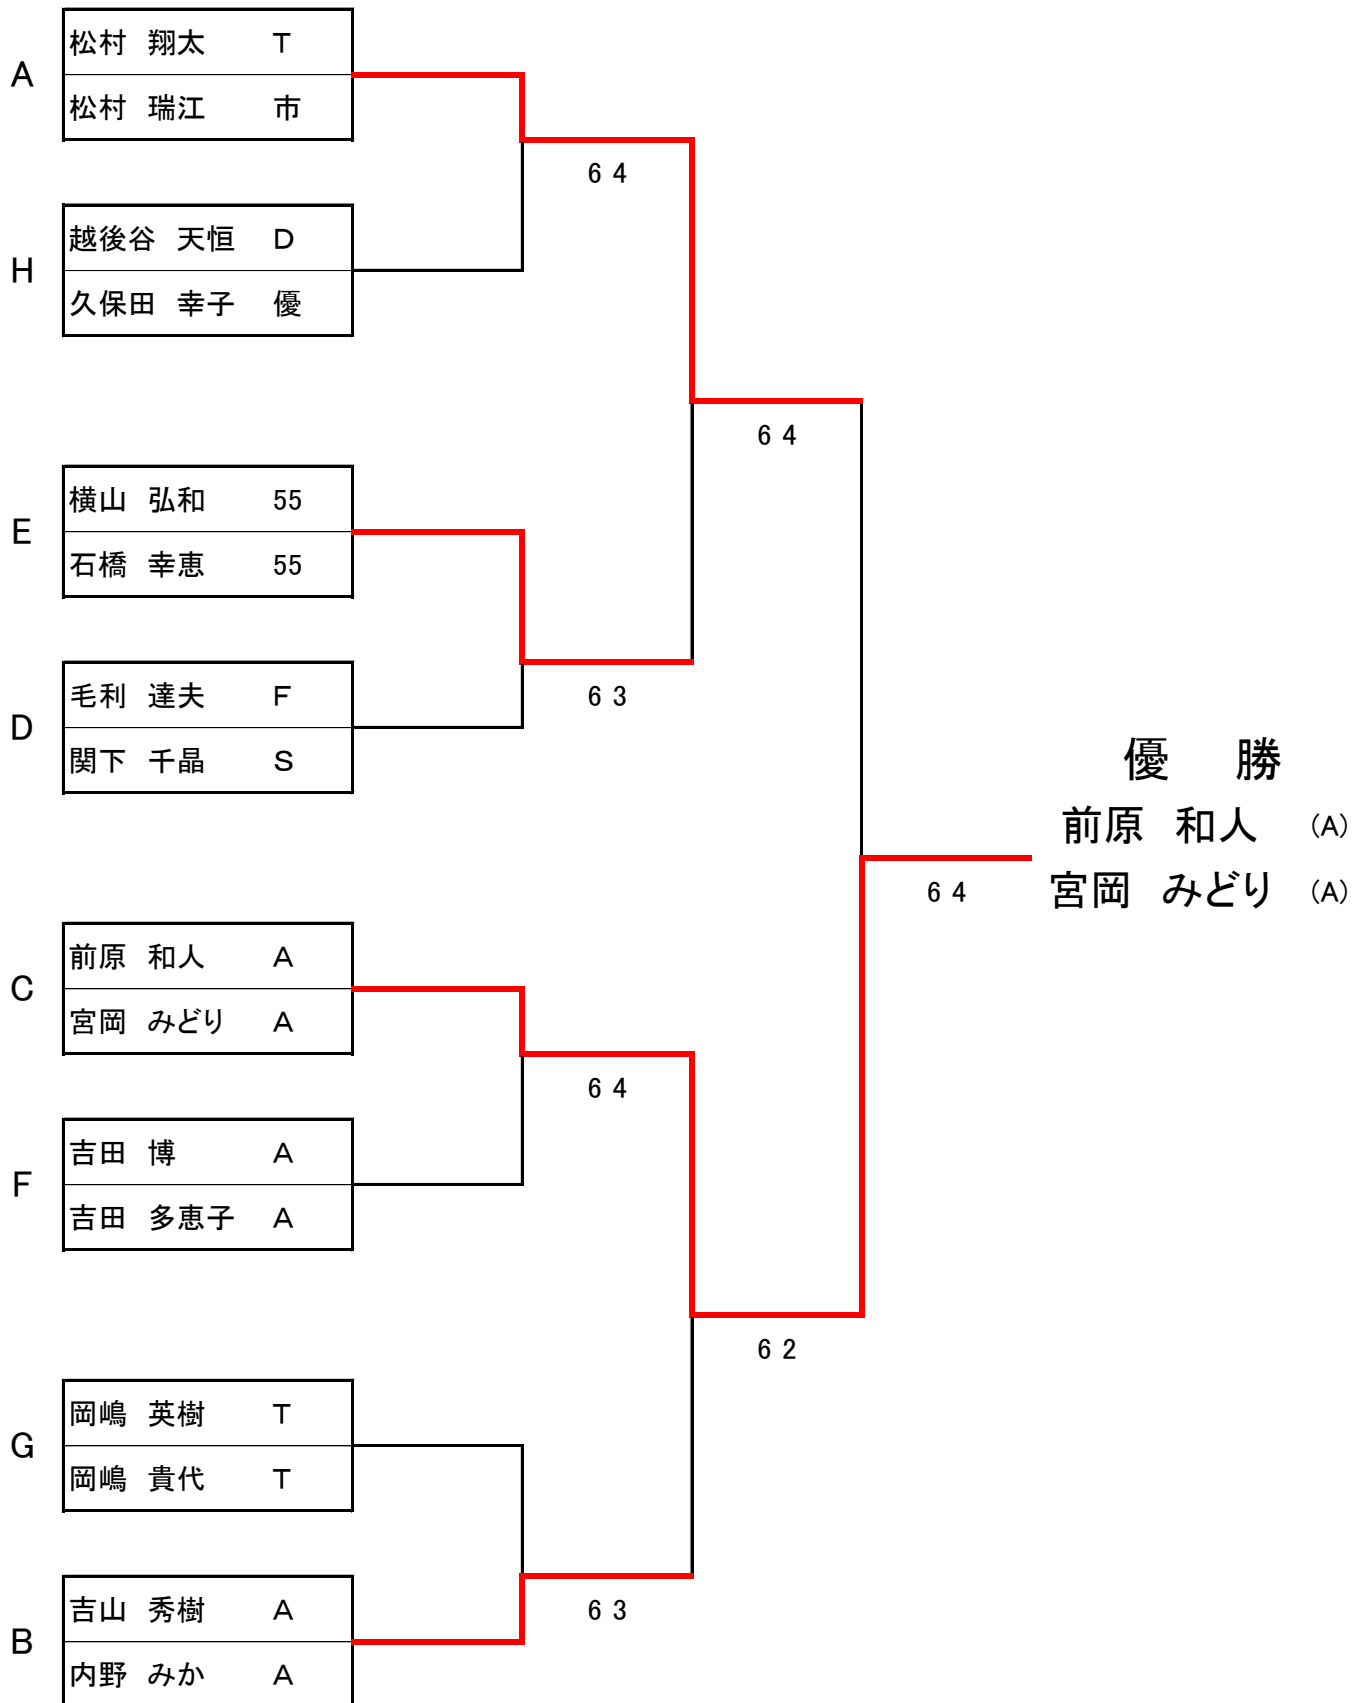 A
松村 翔太 T
松村 瑞江 市
6 4
H
越後谷 天恒 D
久保田 幸子 優
6 4
E
横山 弘和 55
石橋 幸恵 55
6 3
D
毛利 達夫 F
関下 千晶 S
優 勝
前原 和人 (A)
宮岡 みどり (A)
6 4
C
前原 和人 A
宮岡 みどり A
6 4
F
吉田 博 A
吉田 多恵子 A
6 2
G
岡嶋 英樹 T
岡嶋 貴代 T
6 3
B
吉山 秀樹 A
内野 みか A